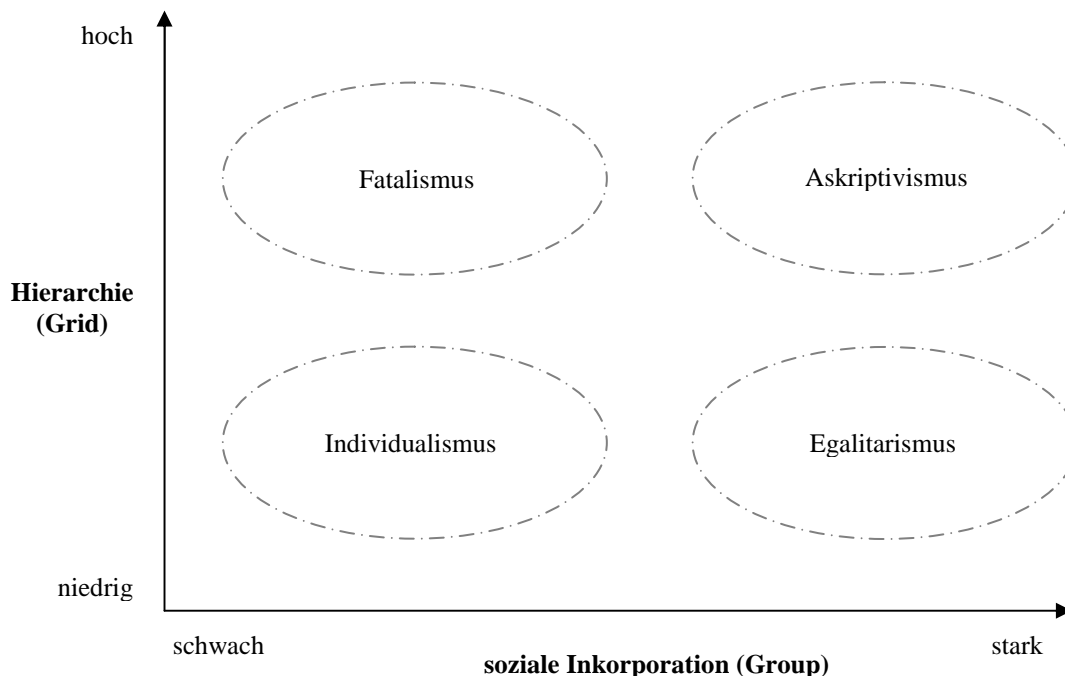 hoch
Fatalismus
Askriptivismus
Hierarchie
(Grid)
Individualismus
Egalitarismus
niedrig
schwach
stark
soziale Inkorporation (Group)